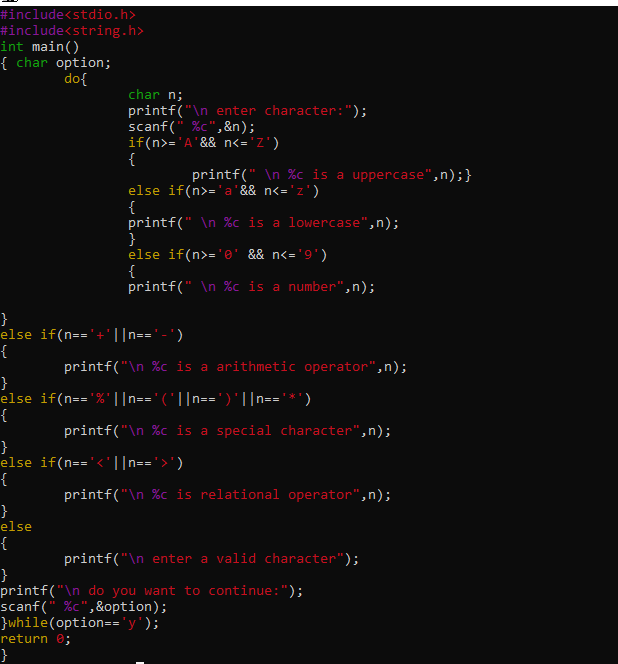 #include<stdio.h>
#include<string.h>
int main()
{ char option;
        do{
                char n;
                printf("\n enter character:");
                scanf(" %c",&n);
                if(n>='A'&& n<='Z')
                {
                        printf(" \n %c is a uppercase",n);}
                else if(n>='a'&& n<='z')
                {
                printf(" \n %c is a lowercase",n);
                }
                else if(n>='0' && n<='9')
                {
                printf(" \n %c is a number",n);
}
else if(n=='+'||n=='-')
{
        printf("\n %c is a arithmetic operator",n);
}
else if(n=='%'||n=='('||n==')'||n=='*')
{
        printf("\n %c is a special character",n);
}
else if(n=='<'||n=='>')
{
        printf("\n %c is relational operator",n);
}
else
{
        printf("\n enter a valid character");
}
printf("\n do you want to continue:");
scanf(" %c",&option);
}while(option=='y');
return 0;
}